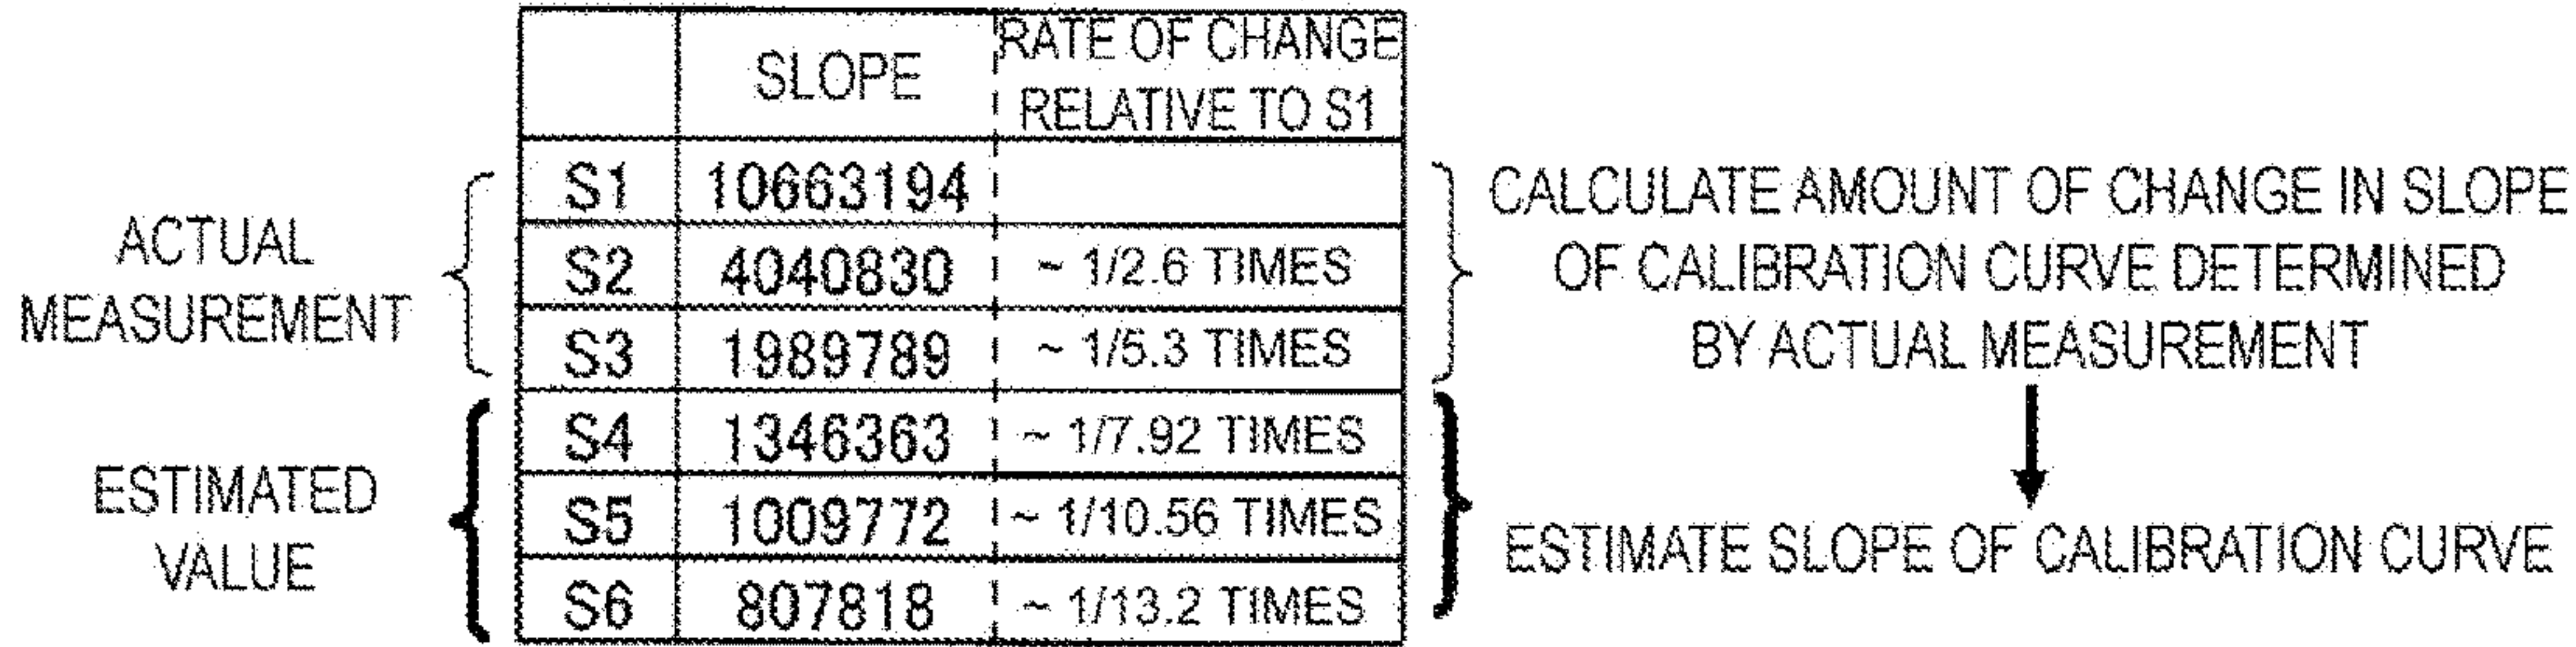 SLOPE
RATE OF CHANGE
RELATIVE TO S1
S1 10663194
S2 4040830 ~ 1/2.6 TIMES
S3 1989789 ~ 1/5.3 TIMES
S4 1346363 ~ 1/7.92 TIMES
S5 1009772 ~ 1/10.56 TIMES
S6 807818 ~ 1/13.2 TIMES
ACTUAL
MEASUREMENT
ESTIMATED
VALUE
CALCULATE AMOUNT OF CHANGE IN SLOPE
OF CALIBRATION CURVE DETERMINED
BY ACTUAL MEASUREMENT
ESTIMATE SLOPE OF CALIBRATION CURVE